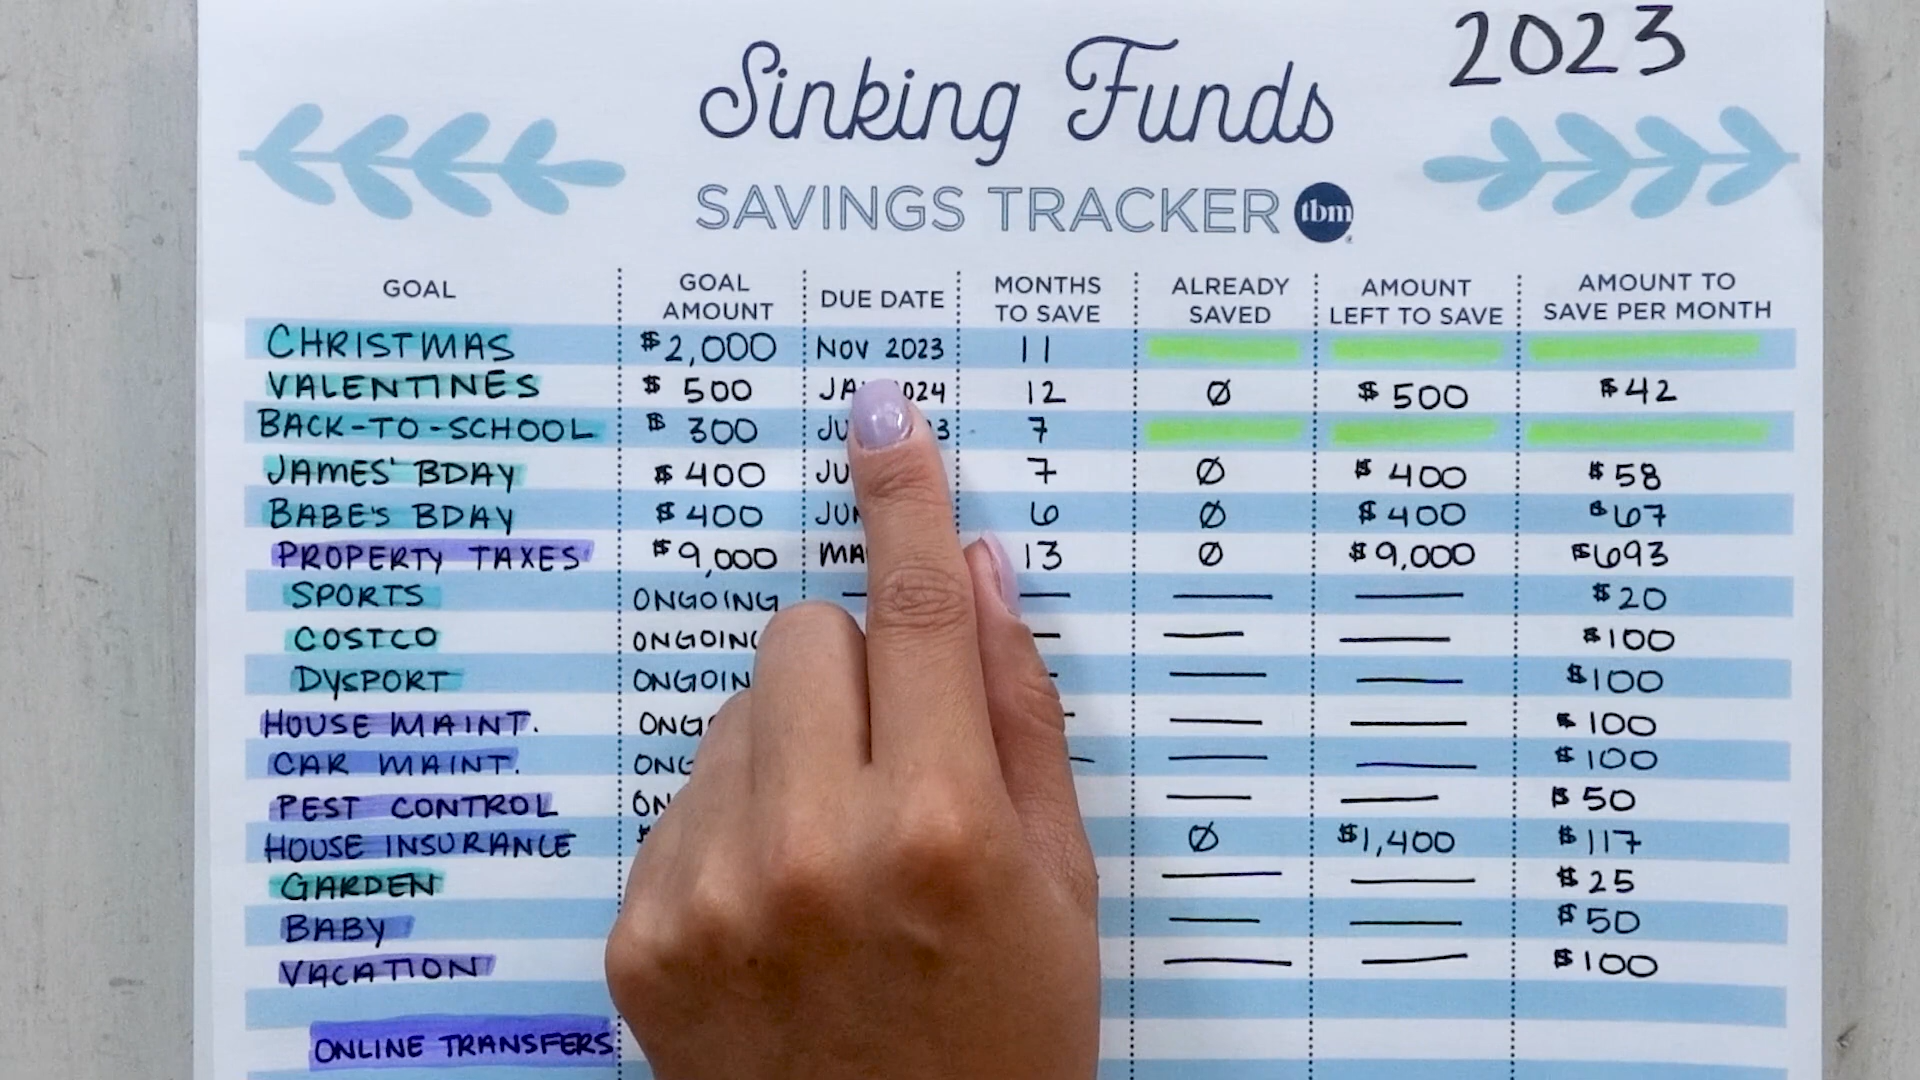 2023
Sinking Funds
SAVINGS TRACKER tbm
GOAL GOAL AMOUNT DUE DATE MONTHS TO SAVE ALREADY SAVED AMOUNT LEFT TO SAVE AMOUNT TO SAVE PER MONTH
CHRISTMAS $2,000 NOV 2023 11
VALENTINES $ 500 12 Ø $ 500 $42
BACK-TO-SCHOOL $ 300 7
JAMES' BDAY $ 400 7 Ø $ 400 $58
BABE'S BDAY $ 400 6 Ø $ 400 $67
PROPERTY TAXES $9,000 13 Ø $9,000 $693
SPORTS ONGOING — — — — $20
COSTCO ONGOING — — — $100
DYSPORT — — — $100
HOUSE MAINT. — — $100
CAR MAINT. — — $100
PEST CONTROL — — $50
HOUSE INSURANCE Ø $1,400 $117
GARDEN — — $25
BABY — — $50
VACATION — — $100
ONLINE TRANSFERS